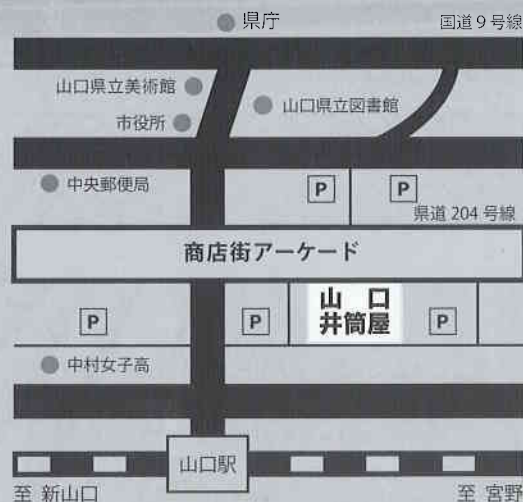 県庁
国道９号線
山口県立美術館
山口県立図書館
市役所
中央郵便局
P
P
県道 204 号線
商店街アーケード
P
P
山口
井筒屋
P
中村女子高
山口駅
至 新山口
至 宮野